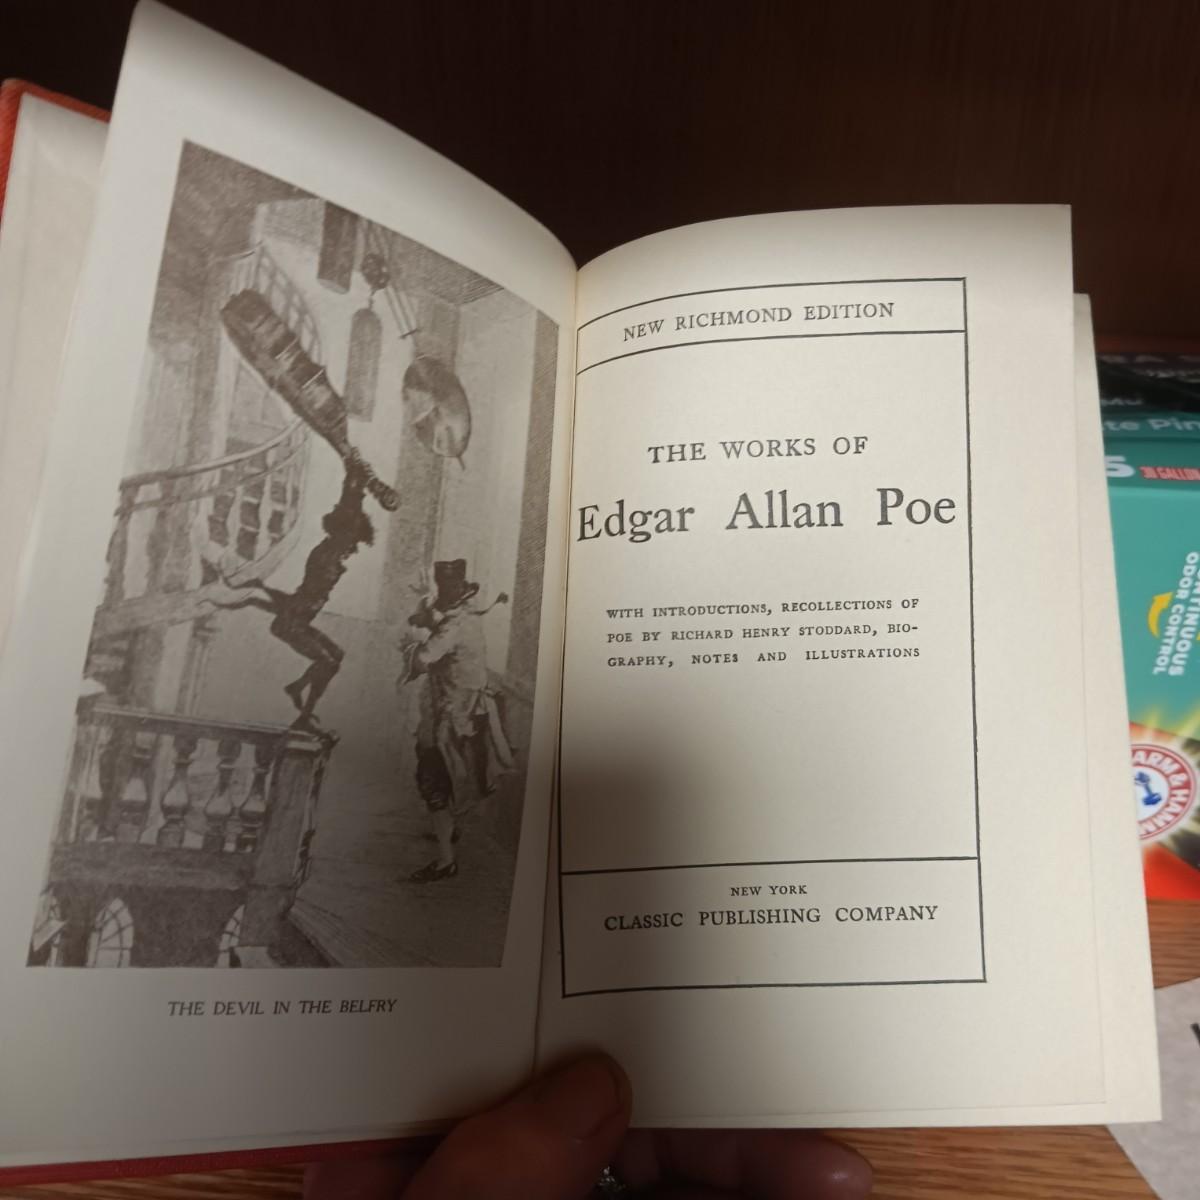 THE DEVIL IN THE BELFRY
NEW RICHMOND EDITION
THE WORKS OF
Edgar Allan Poe
WITH INTRODUCTIONS, RECOLLECTIONS OF
POE BY RICHARD HENRY STODDARD, BIO-
GRAPHY, NOTES AND ILLUSTRATIONS
NEW YORK
CLASSIC PUBLISHING COMPANY
ODOR CONTROL